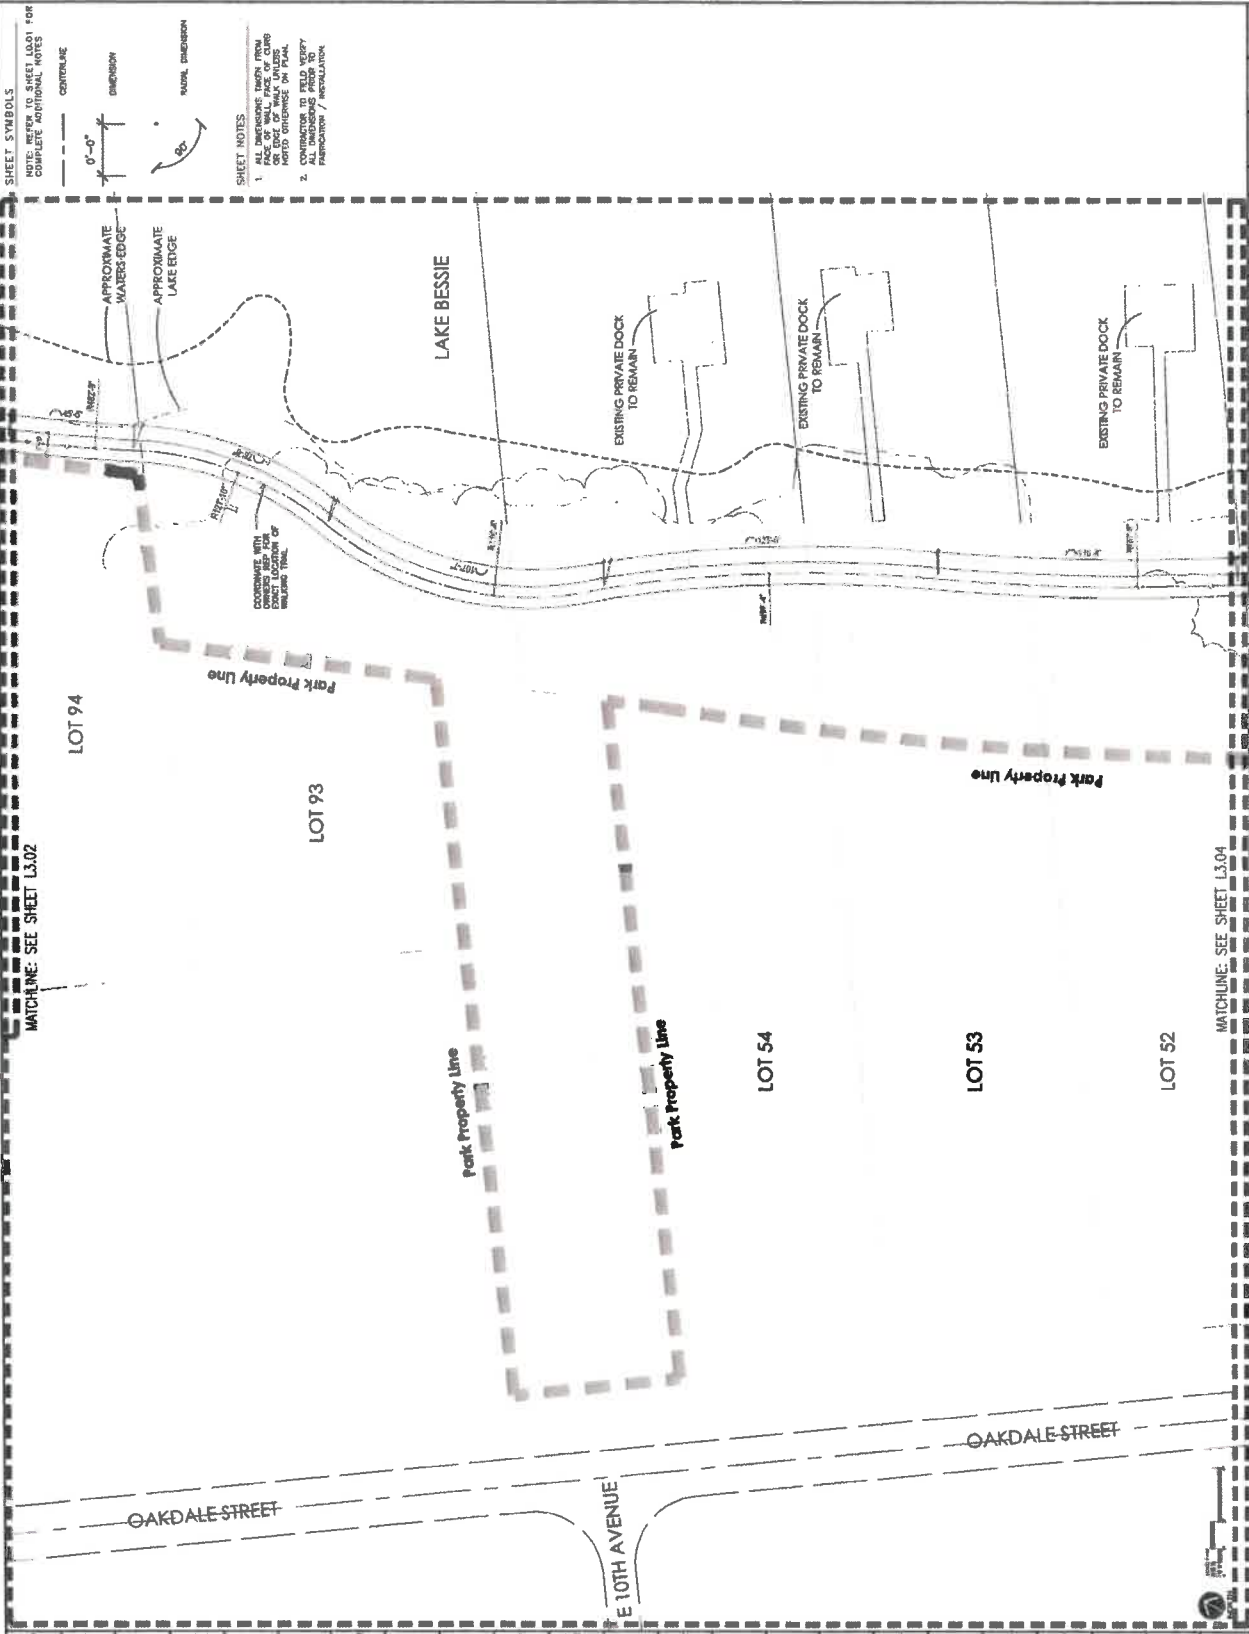 SHEET SYMBOLS
NOTE: REFER TO SHEET L0.01 FOR
COMPLETE ADDITIONAL NOTES
CENTERLINE
0'-0"
DIMENSION
RADIAL DIMENSION
SHEET NOTES
1. ALL DIMENSIONS TAKEN FROM
FACE OF WALL, FACE OF CURB
OR EDGE OF WALK UNLESS
NOTED OTHERWISE ON PLAN.
2. CONTRACTOR TO FIELD VERIFY
ALL DIMENSIONS PRIOR TO
FABRICATION / INSTALLATION.
APPROXIMATE
WATERS EDGE
APPROXIMATE
LAKE EDGE
LAKE BESSIE
EXISTING PRIVATE DOCK
TO REMAIN
EXISTING PRIVATE DOCK
TO REMAIN
EXISTING PRIVATE DOCK
TO REMAIN
COORDINATE WITH
OWNERS REP FOR
EXACT LOCATION OF
WALKING TRAIL
107'-7"
LOT 94
LOT 93
Park Property Line
MATCHLINE: SEE SHEET L3.02
Park Property Line
Park Property Line
Park Property Line
LOT 54
LOT 53
LOT 52
MATCHLINE: SEE SHEET L3.04
OAKDALE STREET
OAKDALE STREET
E 10TH AVENUE